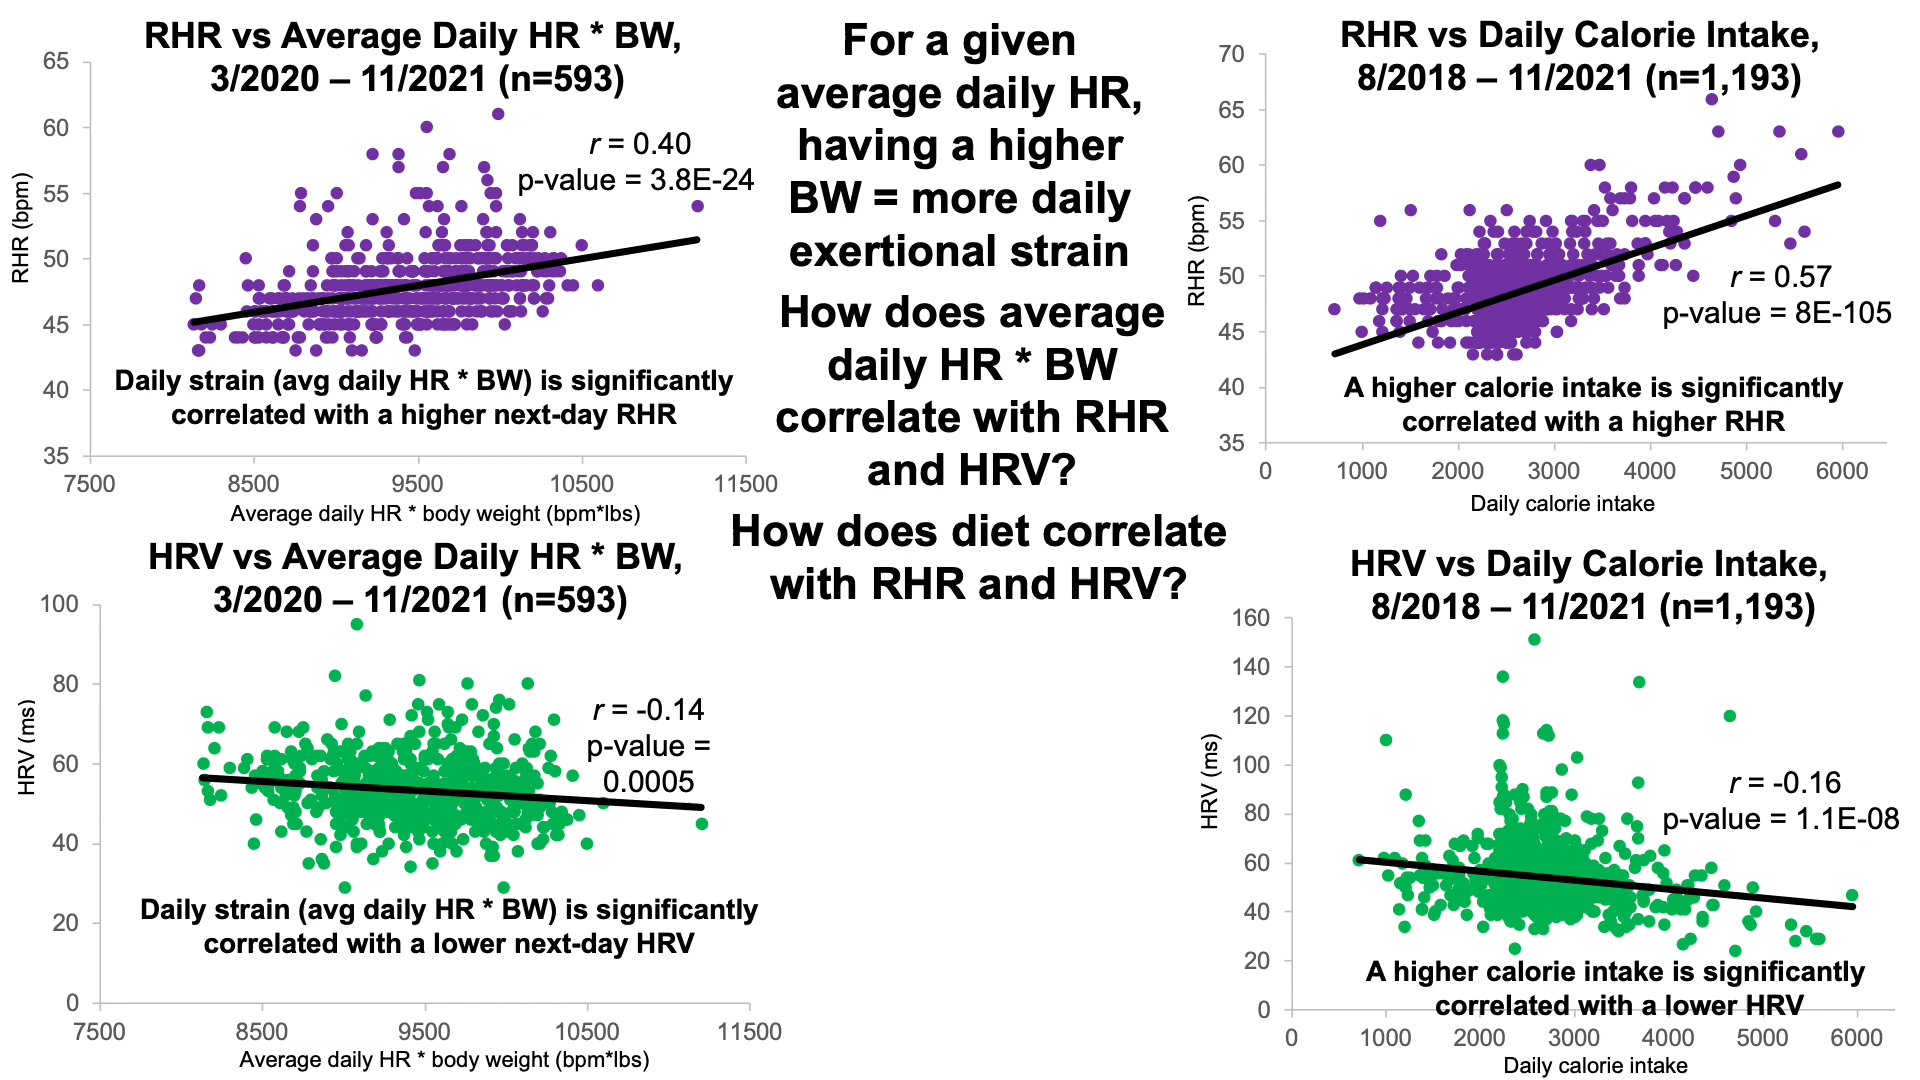 RHR vs Average Daily HR * BW,
3/2020 – 11/2021 (n=593)
65
60
55
50
45
40
35
RHR (bpm)
r = 0.40
p-value = 3.8E-24
Daily strain (avg daily HR * BW) is significantly
correlated with a higher next-day RHR
7500
8500
9500
10500
11500
Average daily HR * body weight (bpm*lbs)
HRV vs Average Daily HR * BW,
3/2020 – 11/2021 (n=593)
100
80
60
40
20
0
HRV (ms)
r = -0.14
p-value =
0.0005
Daily strain (avg daily HR * BW) is significantly
correlated with a lower next-day HRV
7500
8500
9500
10500
11500
Average daily HR * body weight (bpm*lbs)
For a given
average daily HR,
having a higher
BW = more daily
exertional strain
How does average
daily HR * BW
correlate with RHR
and HRV?
How does diet correlate
with RHR and HRV?
RHR vs Daily Calorie Intake,
8/2018 – 11/2021 (n=1,193)
70
65
60
55
50
45
40
35
RHR (bpm)
r = 0.57
p-value = 8E-105
A higher calorie intake is significantly
correlated with a higher RHR
0
1000
2000
3000
4000
5000
6000
Daily calorie intake
HRV vs Daily Calorie Intake,
8/2018 – 11/2021 (n=1,193)
160
140
120
100
80
60
40
20
0
HRV (ms)
r = -0.16
p-value = 1.1E-08
A higher calorie intake is significantly
correlated with a lower HRV
0
1000
2000
3000
4000
5000
6000
Daily calorie intake